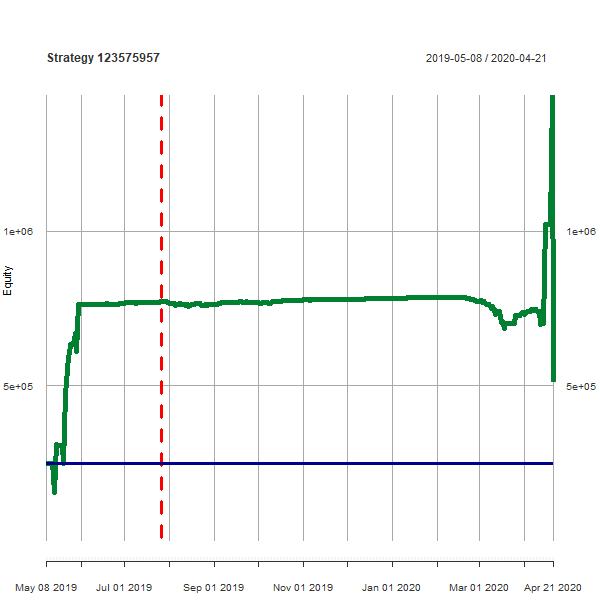 Strategy 123575957
2019-05-08 / 2020-04-21
1e+06
1e+06
Equity
5e+05
5e+05
May 08 2019
Jul 01 2019
Sep 01 2019
Nov 01 2019
Jan 01 2020
Mar 01 2020
Apr 21 2020